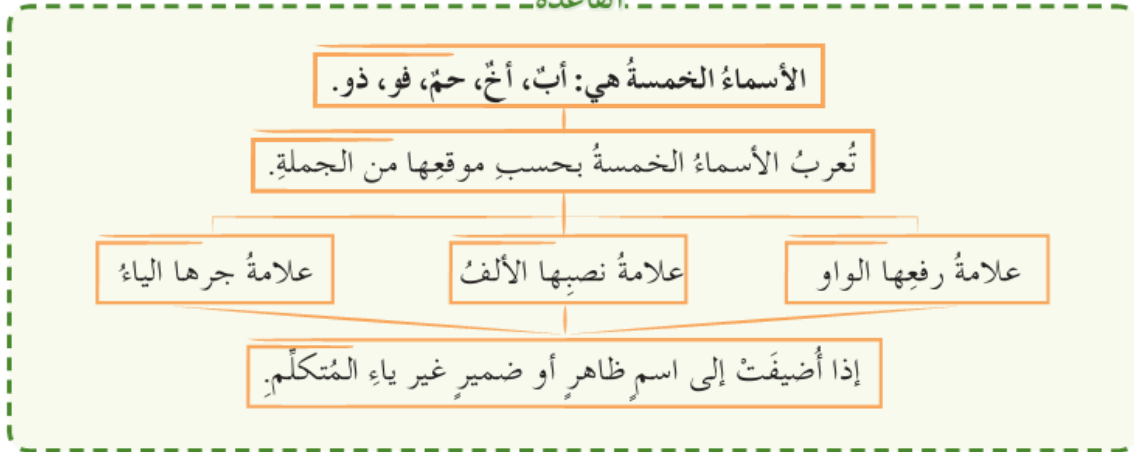 القاعدة:
الأسماءُ الخمسةُ هي: أبٌ، أخٌ، حمٌ، فو، ذو.
تُعربُ الأسماءُ الخمسةُ بحسبِ موقعِها من الجملةِ.
علامةُ رفعِها الواو
علامةُ نصبِها الألفُ
علامةُ جرها الياءُ
إذا أُضيفَتْ إلى اسمٍ ظاهرٍ أو ضميرٍ غير ياءِ المُتكلِّمِ.